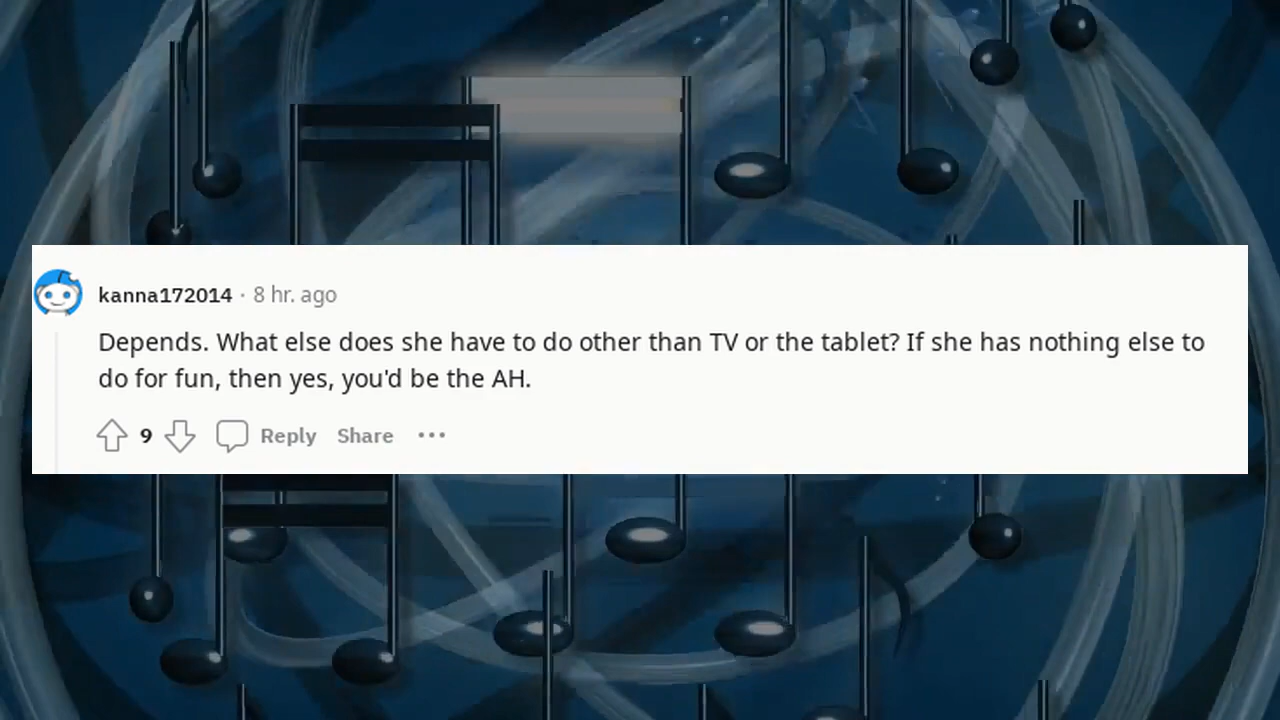 kanna172014 · 8 hr. ago
Depends. What else does she have to do other than TV or the tablet? If she has nothing else to
do for fun, then yes, you'd be the AH.
9 Reply Share ···